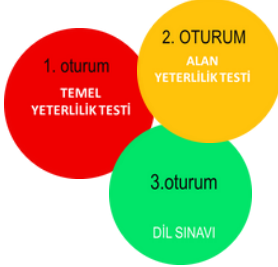 1. oturum
TEMEL
YETERLİLİK TESTİ
2. OTURUM
ALAN
YETERLİLİK TESTİ
3.oturum
DİL SINAVI